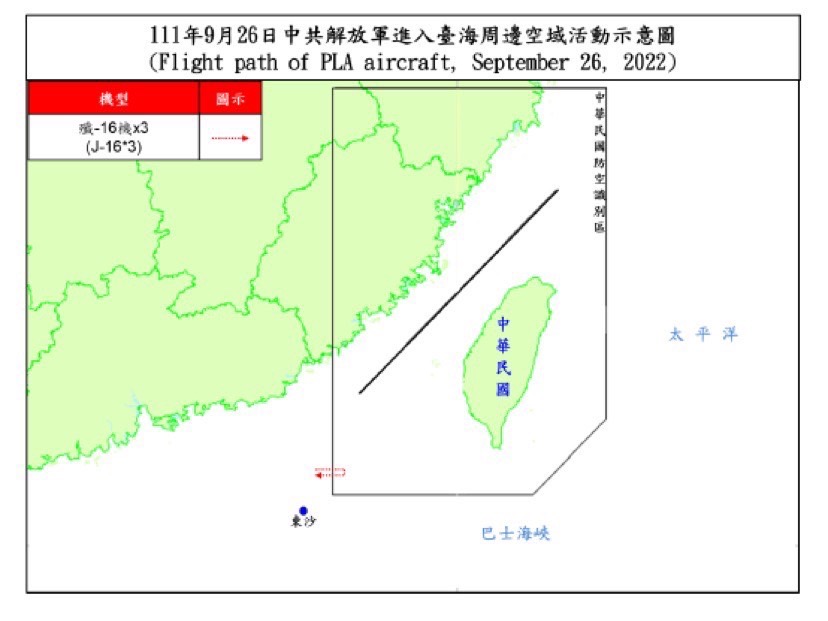 111年9月26日中共解放軍進入臺海周邊空域活動示意圖
(Flight path of PLA aircraft, September 26, 2022)
機型 圖示
殲-16機x3
(J-16*3)
中華民國防空識別區
中華民國
太平洋
東沙
巴士海峽